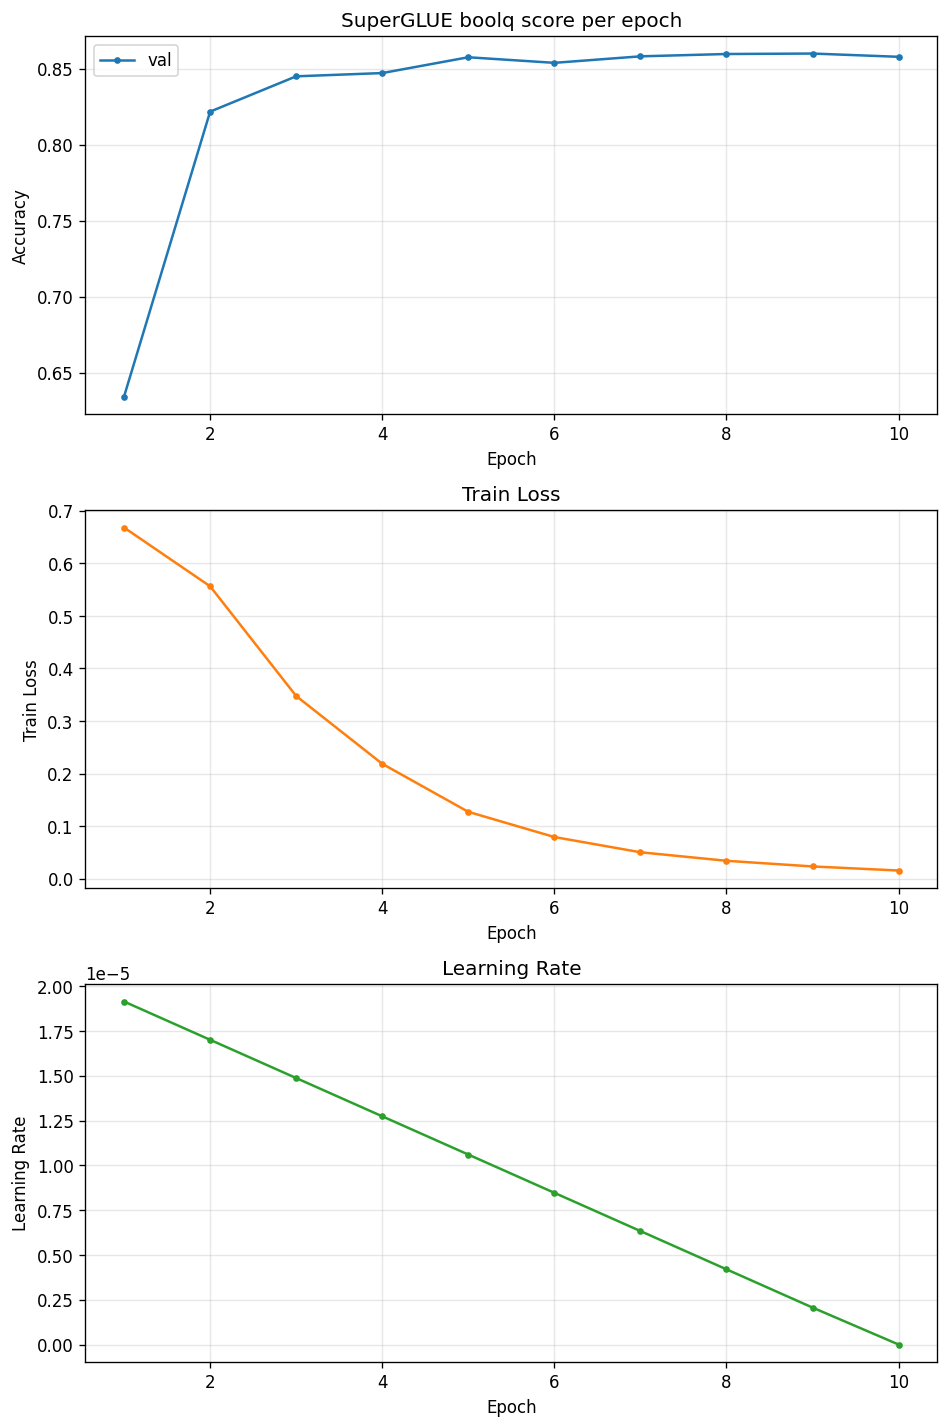 SuperGLUE boolq score per epoch
val
0.85
0.80
0.75
0.70
0.65
Accuracy
2 4 6 8 10
Epoch
Train Loss
0.7
0.6
0.5
0.4
0.3
0.2
0.1
0.0
Train Loss
2 4 6 8 10
Epoch
Learning Rate
1e−5
2.00
1.75
1.50
1.25
1.00
0.75
0.50
0.25
0.00
Learning Rate
2 4 6 8 10
Epoch